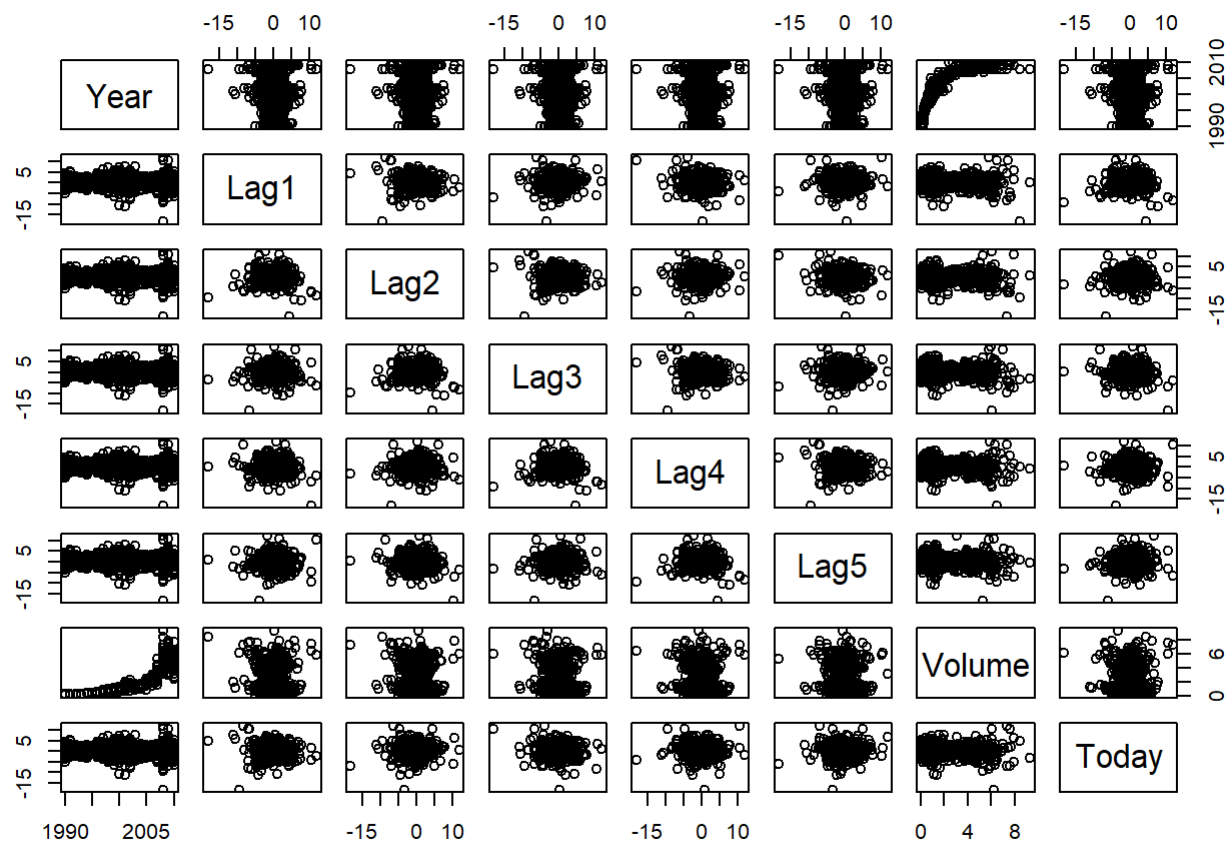 -15 0 10 -15 0 10 -15 0 10 -15 0 10
Year 1990 2010
-15 5 Lag1
Lag2 -15 5
-15 5 Lag3
Lag4 -15 5
-15 5 Lag5
Volume 0 6
-15 5 Today
1990 2005 -15 0 10 -15 0 10 0 4 8